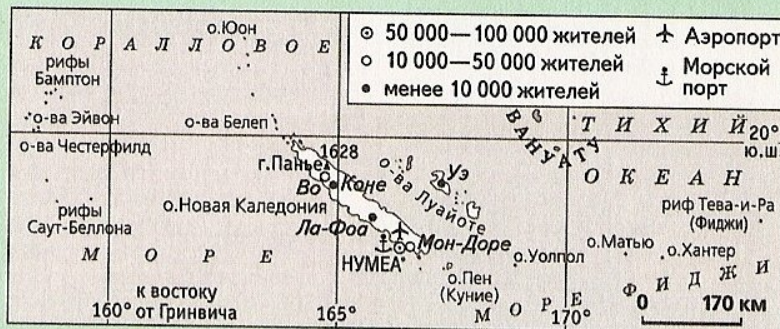 о.Юон
К О Р А Л Л О В О Е
рифы
Бамптон
50 000—100 000 жителей
Аэропорт
10 000—50 000 жителей
Морской
порт
менее 10 000 жителей
о-ва Эйвон
о-ва Белеп
В А Н У А Т У
Т И Х И Й
20°
ю.ш
о-ва Честерфилд
О К Е А Н
г.Панье
1628
Во
Коне
о-ва Луайоте
Уэ
рифы
Саут-Беллона
о.Новая Каледония
риф Тева-и-Ра
(Фиджи)
Ла-Фоа
Мон-Доре
М О Р Е
НУМЕА
о.Уолпол
о.Матью
о.Хантер
о.Пен
(Куние)
Ф И Д Ж И
к востоку
от Гринвича
160°
165°
М О Р Е
170°
0 170 км